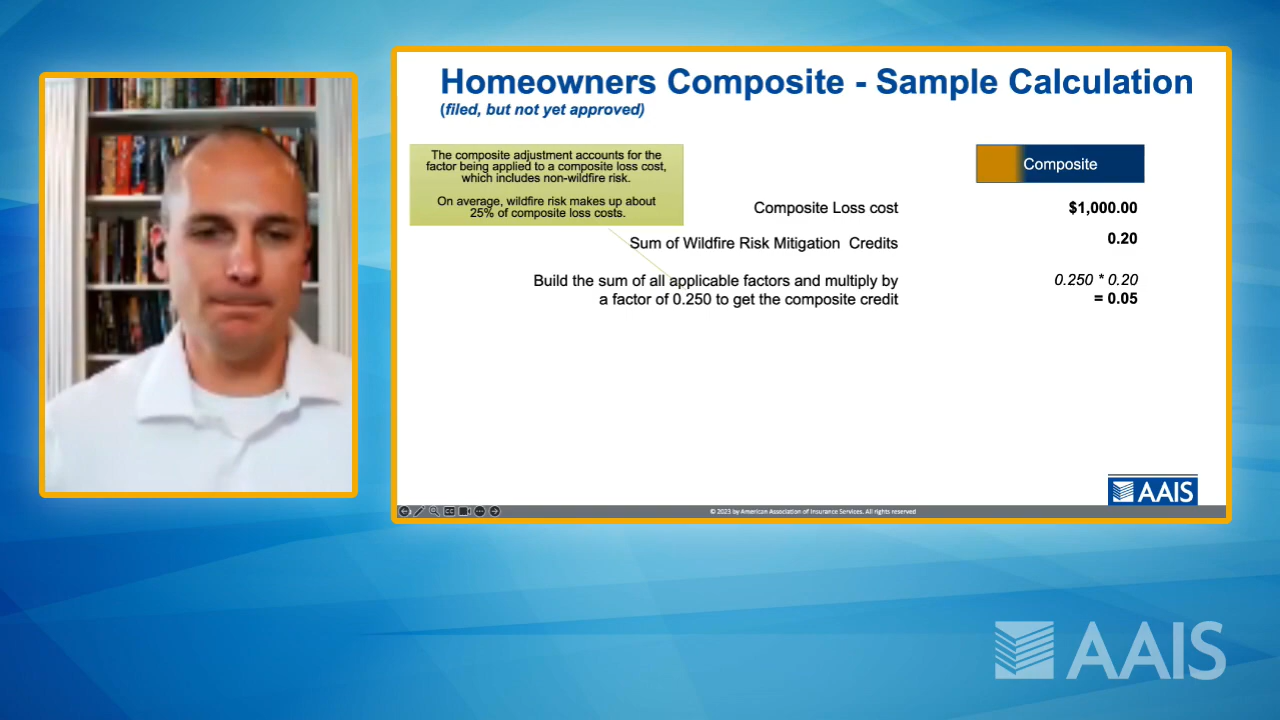 Homeowners Composite - Sample Calculation
(filed, but not yet approved)
The composite adjustment accounts for the
factor being applied to a composite loss cost,
which includes non-wildfire risk.
On average, wildfire risk makes up about
25% of composite loss costs.
Composite
Composite Loss cost
$1,000.00
Sum of Wildfire Risk Mitigation Credits
0.20
Build the sum of all applicable factors and multiply by
a factor of 0.250 to get the composite credit
0.250 * 0.20
= 0.05
AAIS
© 2023 by American Association of Insurance Services. All rights reserved
AAIS